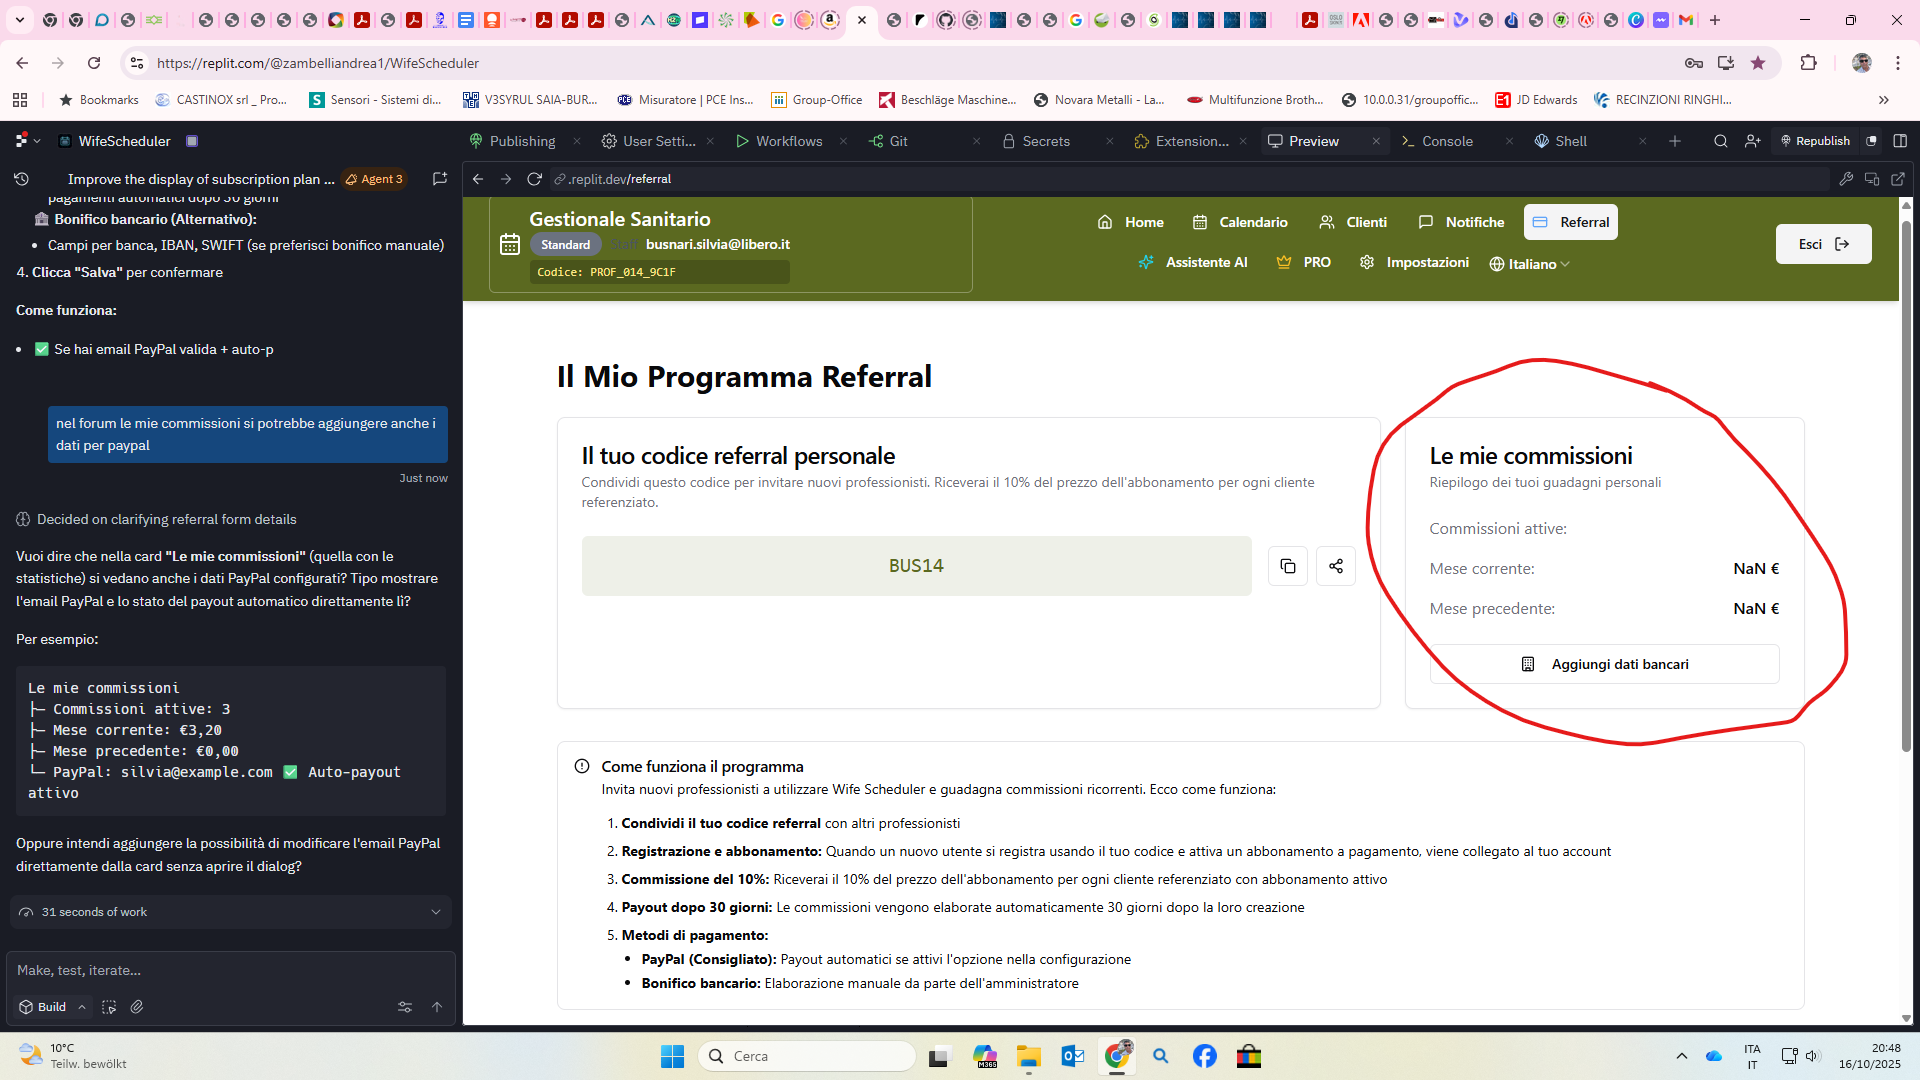 https://replit.com/@zambelliandrea1/WifeScheduler
Bookmarks
CASTINOX srl _ Pro...
Sensori - Sistemi di...
V3SYRUL SAIA-BUR...
Misuratore | PCE Ins...
Group-Office
Beschläge Maschine...
Novara Metalli - La...
Multifunzione Broth...
10.0.0.31/groupoffic...
JD Edwards
RECINZIONI RINGHI...
WifeScheduler
Publishing
User Setti...
Workflows
Git
Secrets
Extension...
Preview
Console
Shell
Republish
Improve the display of subscription plan ...
Agent 3
.replit.dev/referral
pagamenti automatici dopo 30 giorni
Bonifico bancario (Alternativo):
• Campi per banca, IBAN, SWIFT (se preferisci bonifico manuale)
4. Clicca "Salva" per confermare
Come funziona:
• ✅ Se hai email PayPal valida + auto-p
nel forum le mie commissioni si potrebbe aggiungere anche i
dati per paypal
Just now
Decided on clarifying referral form details
Vuoi dire che nella card "Le mie commissioni" (quella con le
statistiche) si vedano anche i dati PayPal configurati? Tipo mostrare
l'email PayPal e lo stato del payout automatico direttamente lì?
Per esempio:
Le mie commissioni
├─ Commissioni attive: 3
├─ Mese corrente: €3,20
├─ Mese precedente: €0,00
└─ PayPal: silvia@example.com ✅ Auto-payout
attivo
Oppure intendi aggiungere la possibilità di modificare l'email PayPal
direttamente dalla card senza aprire il dialog?
31 seconds of work
Make, test, iterate...
Build
Gestionale Sanitario
Standard
Staff
busnari.silvia@libero.it
Codice: PROF_014_9C1F
Home
Calendario
Clienti
Notifiche
Referral
Assistente AI
PRO
Impostazioni
Italiano
Esci
Il Mio Programma Referral
Il tuo codice referral personale
Condividi questo codice per invitare nuovi professionisti. Riceverai il 10% del prezzo dell'abbonamento per ogni cliente
referenziato.
BUS14
Le mie commissioni
Riepilogo dei tuoi guadagni personali
Commissioni attive:
Mese corrente: NaN €
Mese precedente: NaN €
Aggiungi dati bancari
Come funziona il programma
Invita nuovi professionisti a utilizzare Wife Scheduler e guadagna commissioni ricorrenti. Ecco come funziona:
1. Condividi il tuo codice referral con altri professionisti
2. Registrazione e abbonamento: Quando un nuovo utente si registra usando il tuo codice e attiva un abbonamento a pagamento, viene collegato al tuo account
3. Commissione del 10%: Riceverai il 10% del prezzo dell'abbonamento per ogni cliente referenziato con abbonamento attivo
4. Payout dopo 30 giorni: Le commissioni vengono elaborate automaticamente 30 giorni dopo la loro creazione
5. Metodi di pagamento:
• PayPal (Consigliato): Payout automatici se attivi l'opzione nella configurazione
• Bonifico bancario: Elaborazione manuale da parte dell'amministratore
10°C
Teilw. bewölkt
Cerca
ITA
IT
20:48
16/10/2025